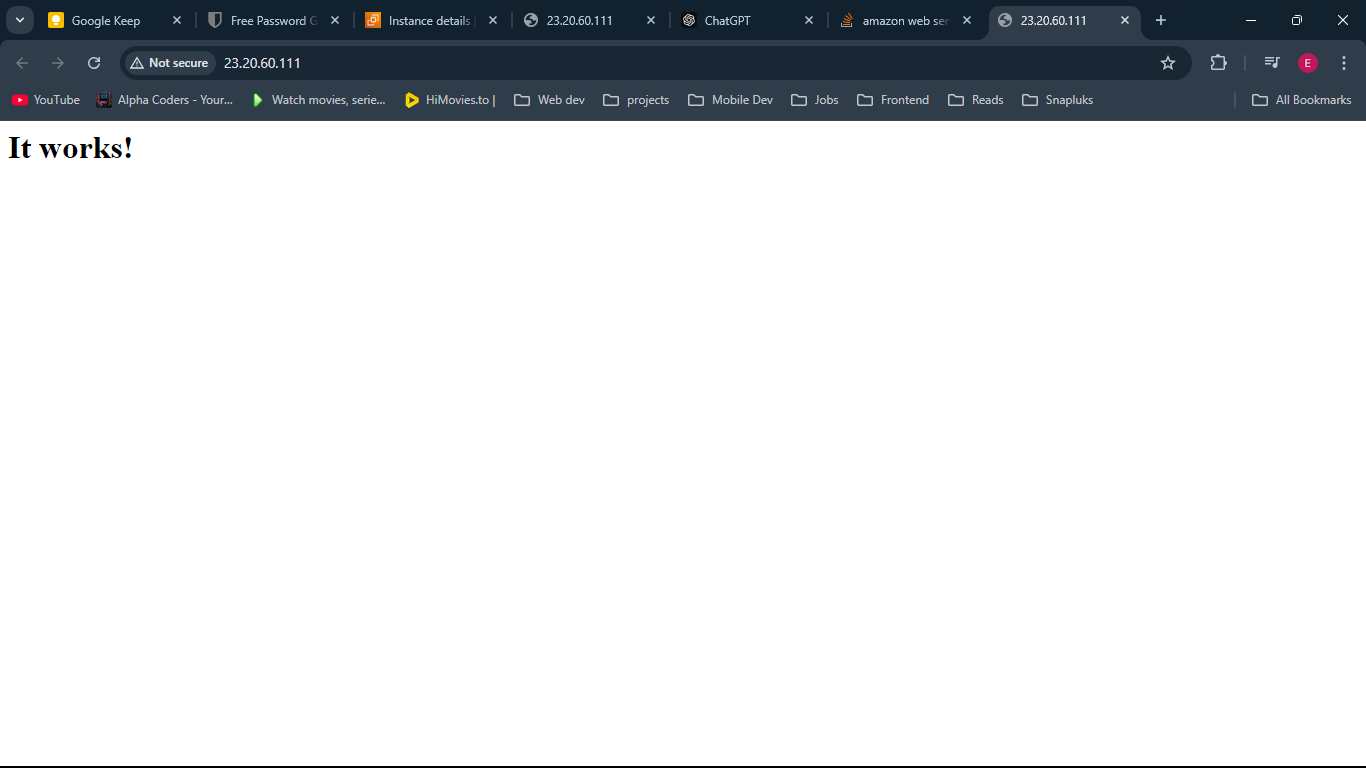 Google Keep
Free Password G
Instance details
23.20.60.111
ChatGPT
amazon web ser
23.20.60.111
Not secure
23.20.60.111
E
YouTube
Alpha Coders - Your...
Watch movies, serie...
HiMovies.to |
Web dev
projects
Mobile Dev
Jobs
Frontend
Reads
Snapluks
All Bookmarks
It works!